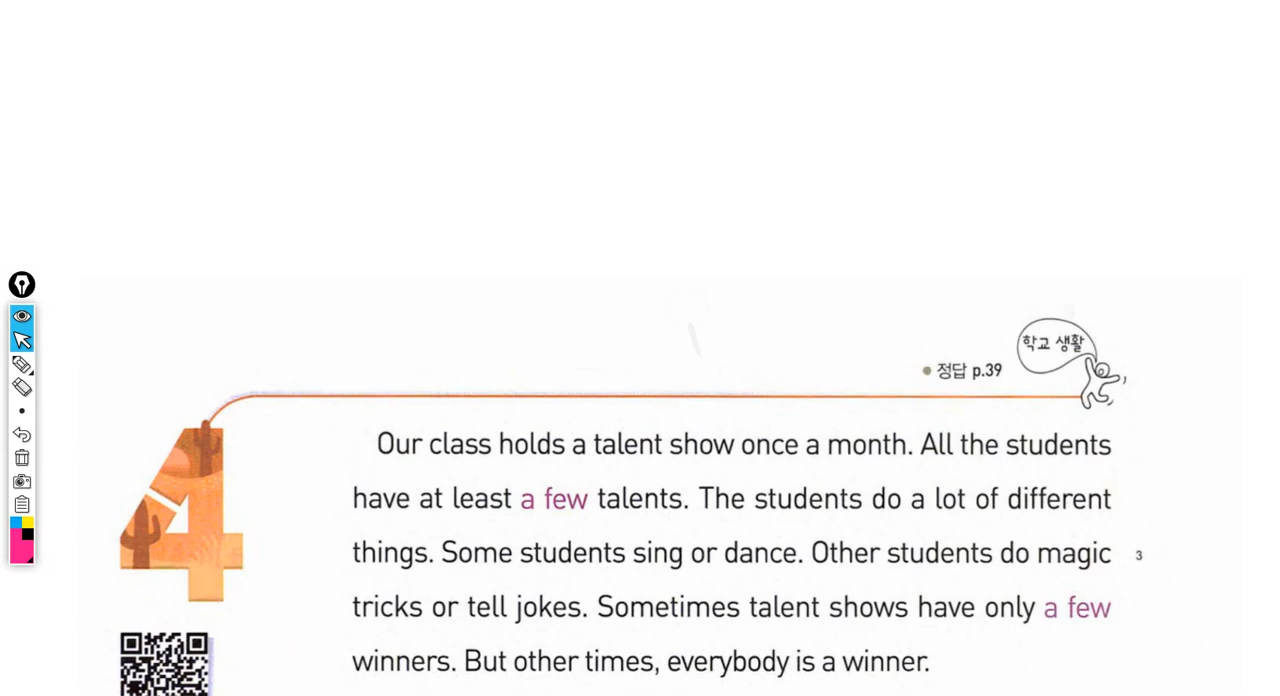 학교 생활
● 정답 p.39
4
Our class holds a talent show once a month. All the students
have at least a few talents. The students do a lot of different
things. Some students sing or dance. Other students do magic
3
tricks or tell jokes. Sometimes talent shows have only a few
winners. But other times, everybody is a winner.